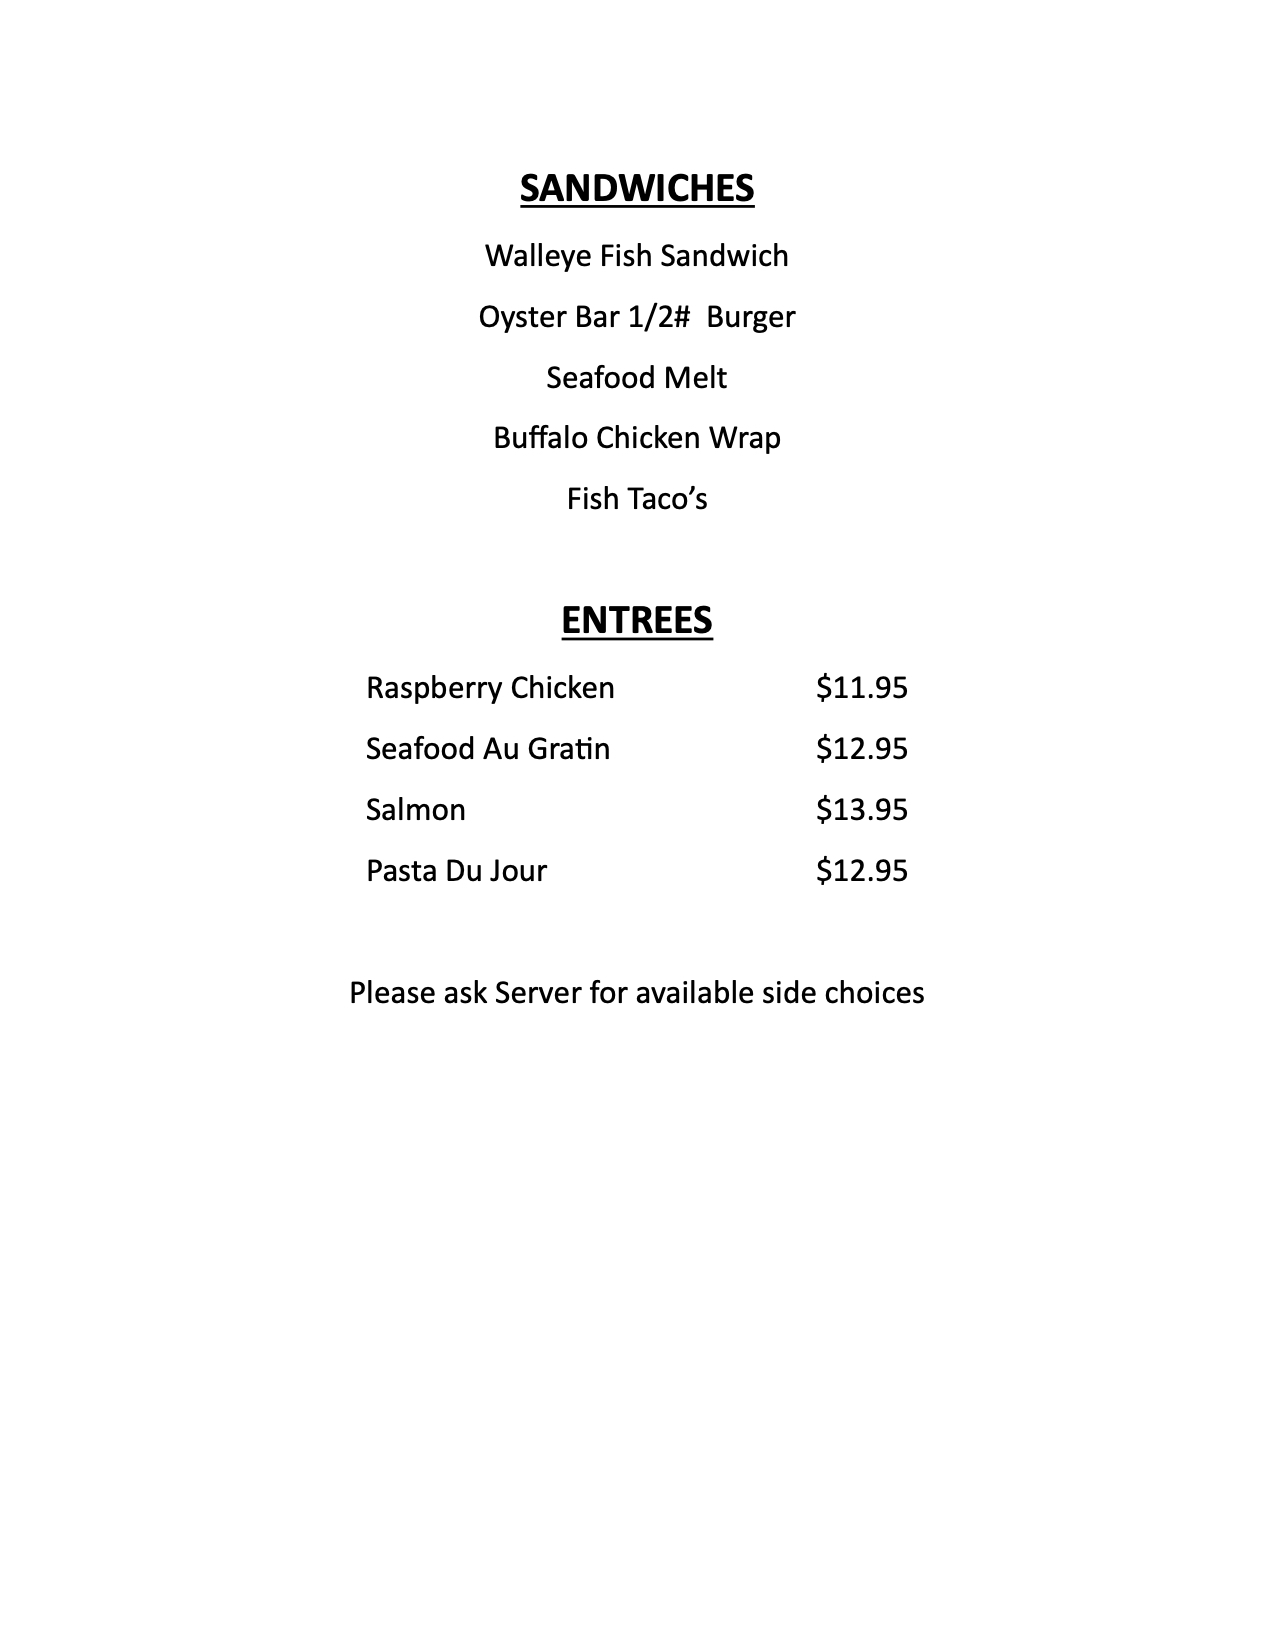 SANDWICHES
Walleye Fish Sandwich
Oyster Bar 1/2#  Burger
Seafood Melt
Buffalo Chicken Wrap
Fish Taco’s
ENTREES
Raspberry Chicken $11.95
Seafood Au Gratin $12.95
Salmon $13.95
Pasta Du Jour $12.95
Please ask Server for available side choices